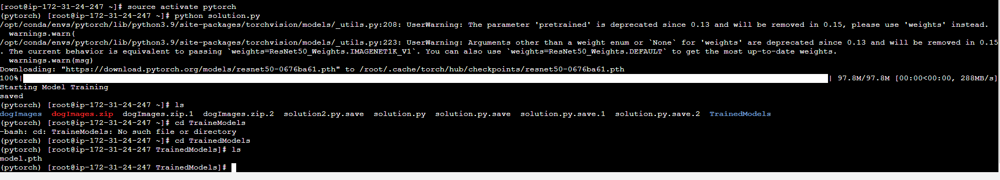 [root@ip-172-31-24-247 ~]# source activate pytorch
(pytorch) [root@ip-172-31-24-247 ~]# python solution.py
/opt/conda/envs/pytorch/lib/python3.9/site-packages/torchvision/models/_utils.py:208: UserWarning: The parameter 'pretrained' is deprecated since 0.13 and will be removed in 0.15, please use 'weights' instead.
  warnings.warn(
/opt/conda/envs/pytorch/lib/python3.9/site-packages/torchvision/models/_utils.py:223: UserWarning: Arguments other than a weight enum or `None` for 'weights' are deprecated since 0.13 and will be removed in 0.15
. The current behavior is equivalent to passing `weights=ResNet50_Weights.IMAGENET1K_V1`. You can also use `weights=ResNet50_Weights.DEFAULT` to get the most up-to-date weights.
  warnings.warn(msg)
Downloading: "https://download.pytorch.org/models/resnet50-0676ba61.pth" to /root/.cache/torch/hub/checkpoints/resnet50-0676ba61.pth
100%| | 97.8M/97.8M [00:00<00:00, 288MB/s]
Starting Model Training
saved
(pytorch) [root@ip-172-31-24-247 ~]# ls
dogImages  dogImages.zip  dogImages.zip.1  dogImages.zip.2  solution2.py.save  solution.py  solution.py.save  solution.py.save.1  solution.py.save.2  TrainedModels
(pytorch) [root@ip-172-31-24-247 ~]# cd TraineModels
-bash: cd: TraineModels: No such file or directory
(pytorch) [root@ip-172-31-24-247 ~]# cd TrainedModels
(pytorch) [root@ip-172-31-24-247 TrainedModels]# ls
model.pth
(pytorch) [root@ip-172-31-24-247 TrainedModels]#